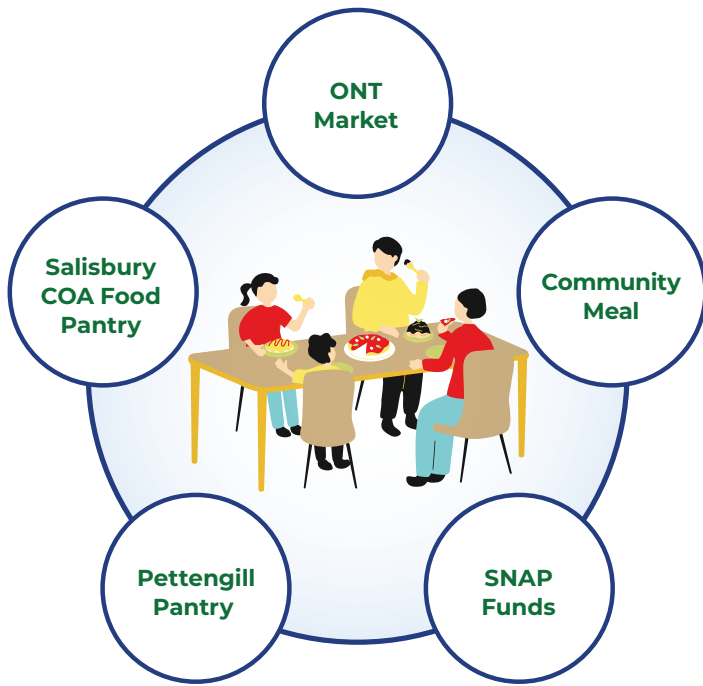 ONT
Market
Salisbury
COA Food
Pantry
Community
Meal
Pettengill
Pantry
SNAP
Funds